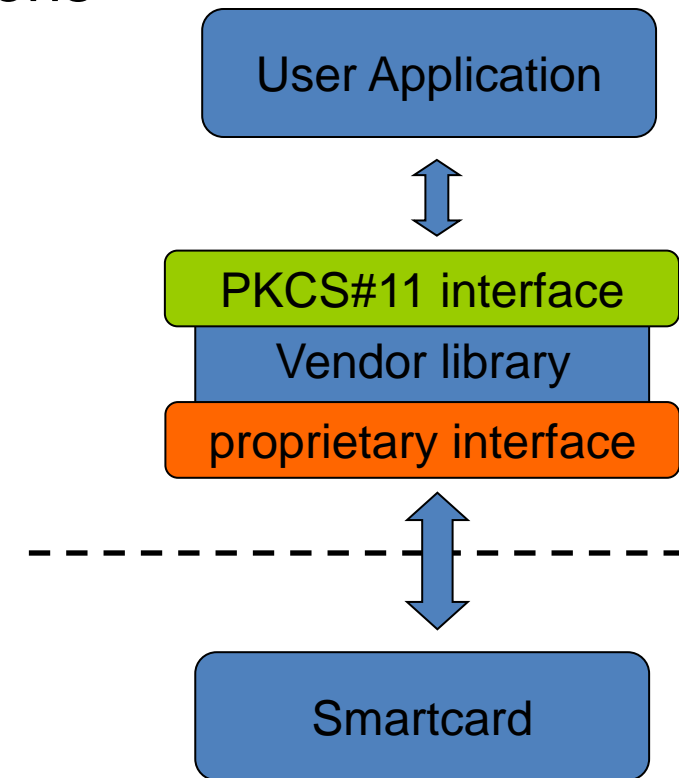 User Application
PKCS#11 interface
Vendor library
proprietary interface
Smartcard